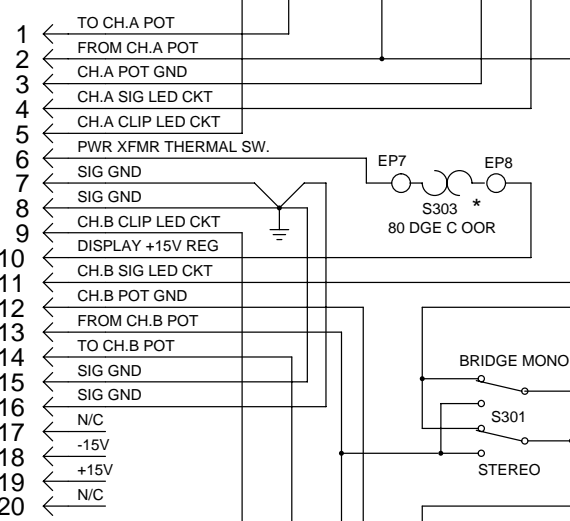 1 TO CH.A POT
2 FROM CH.A POT
3 CH.A POT GND
4 CH.A SIG LED CKT
5 CH.A CLIP LED CKT
6 PWR XFMR THERMAL SW.
7 SIG GND
8 SIG GND
9 CH.B CLIP LED CKT
10 DISPLAY +15V REG
11 CH.B SIG LED CKT
12 CH.B POT GND
13 FROM CH.B POT
14 TO CH.B POT
15 SIG GND
16 SIG GND
17 N/C
18 -15V
19 +15V
20 N/C
EP7
EP8
S303 *
80 DGE C OOR
BRIDGE MONO
S301
STEREO